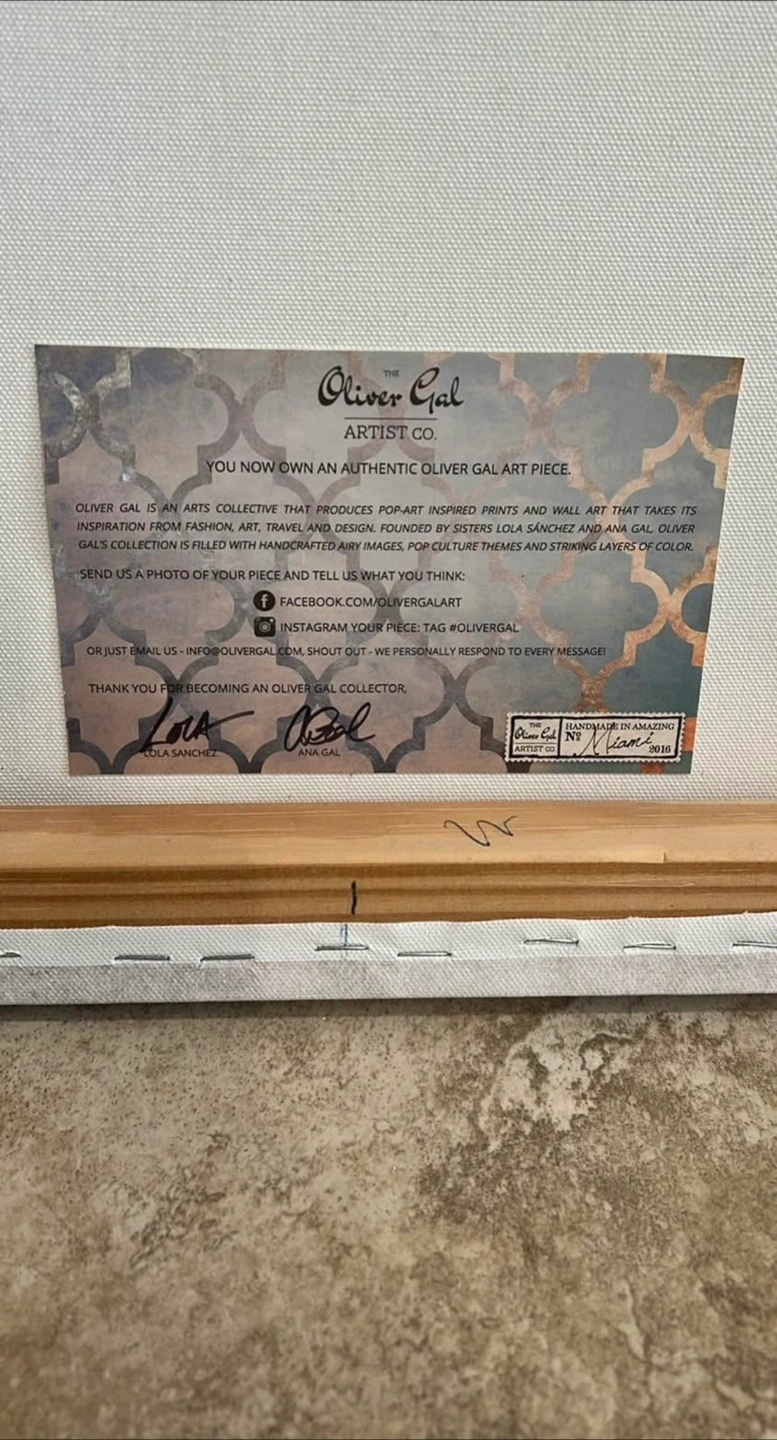 THE
Oliver Gal
ARTIST CO.
YOU NOW OWN AN AUTHENTIC OLIVER GAL ART PIECE.
OLIVER GAL IS AN ARTS COLLECTIVE THAT PRODUCES POP-ART INSPIRED PRINTS AND WALL ART THAT TAKES ITS
INSPIRATION FROM FASHION, ART, TRAVEL AND DESIGN. FOUNDED BY SISTERS LOLA SÁNCHEZ AND ANA GAL, OLIVER
GAL'S COLLECTION IS FILLED WITH HANDCRAFTED AIRY IMAGES, POP CULTURE THEMES AND STRIKING LAYERS OF COLOR.
SEND US A PHOTO OF YOUR PIECE AND TELL US WHAT YOU THINK:
f FACEBOOK.COM/OLIVERGALART
INSTAGRAM YOUR PIECE: TAG #OLIVERGAL
OR JUST EMAIL US - INFO@OLIVERGAL.COM, SHOUT OUT - WE PERSONALLY RESPOND TO EVERY MESSAGE!
THANK YOU FOR BECOMING AN OLIVER GAL COLLECTOR,
LOLA
LOLA SANCHEZ
ANA GAL
THE
Oliver Gal
ARTIST CO
HANDMADE IN AMAZING
Nº Miami
2016